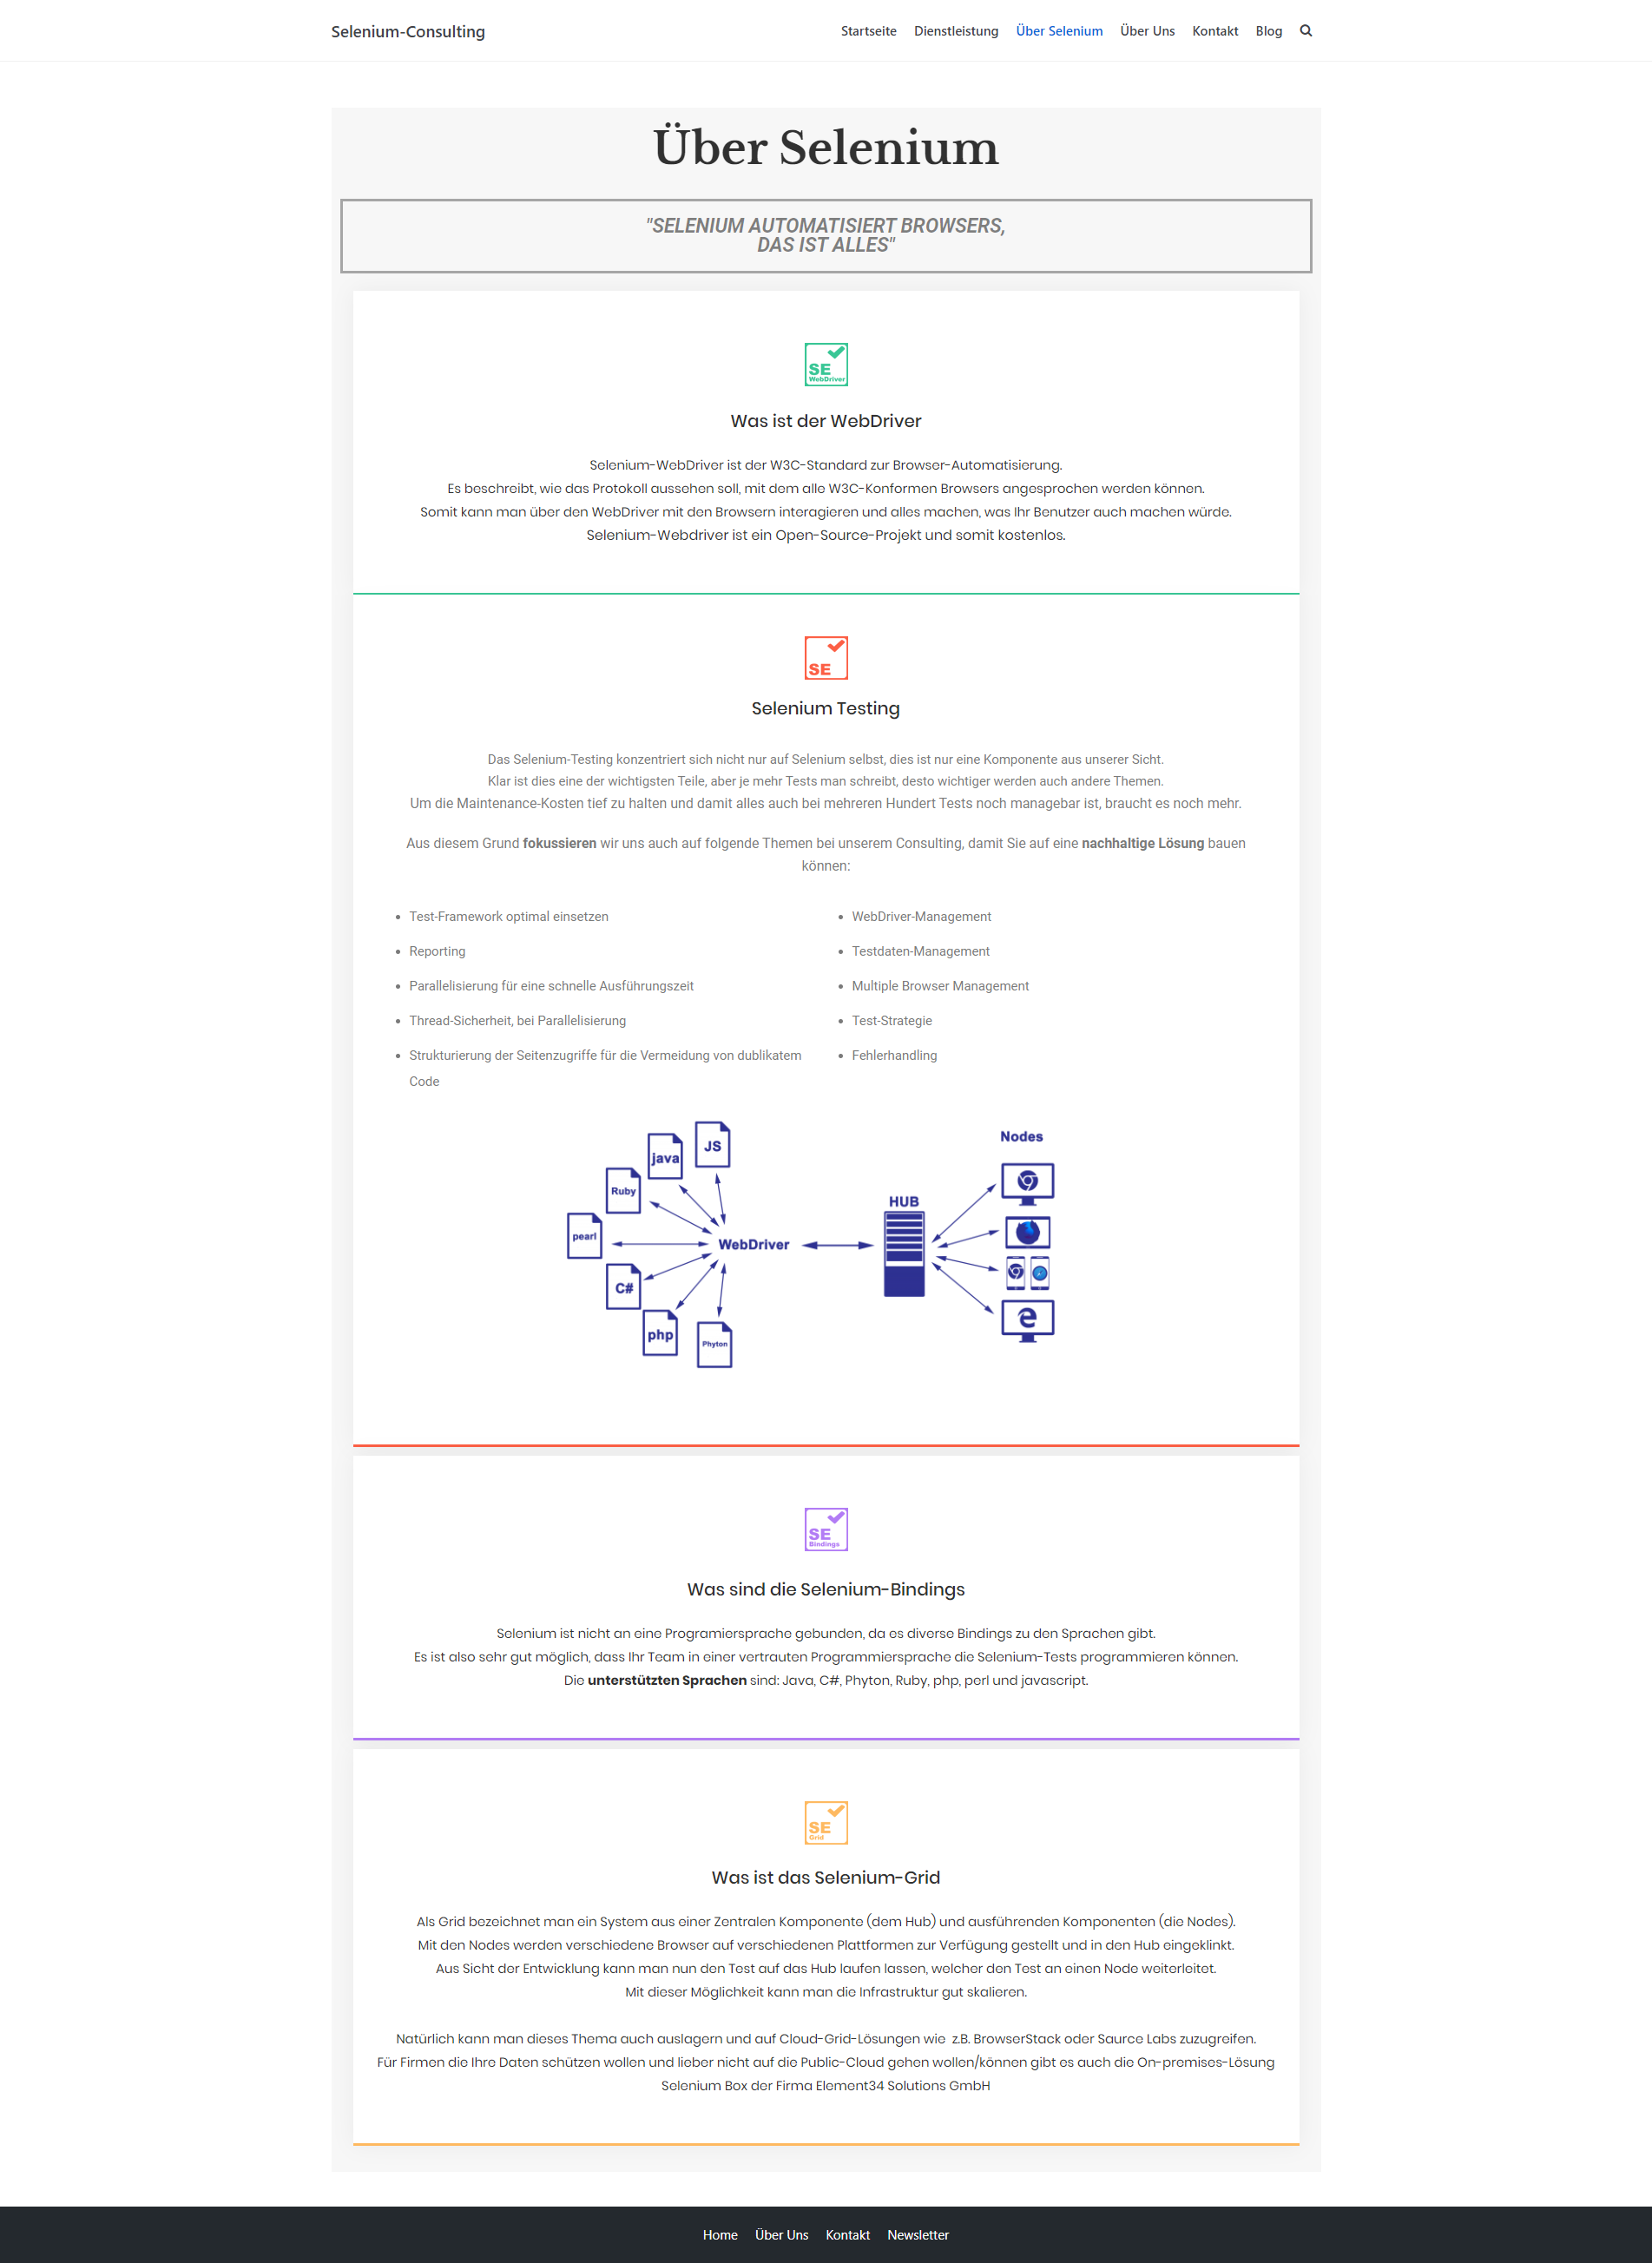 Selenium-Consulting
Startseite Dienstleistung Über Selenium Über Uns Kontakt Blog
Über Selenium
"SELENIUM AUTOMATISIERT BROWSERS,
DAS IST ALLES"
SE
WebDriver
Was ist der WebDriver
Selenium-WebDriver ist der W3C-Standard zur Browser-Automatisierung.
Es beschreibt, wie das Protokoll aussehen soll, mit dem alle W3C-Konformen Browsers angesprochen werden können.
Somit kann man über den WebDriver mit den Browsern interagieren und alles machen, was Ihr Benutzer auch machen würde.
Selenium-Webdriver ist ein Open-Source-Projekt und somit kostenlos.
SE
Selenium Testing
Das Selenium-Testing konzentriert sich nicht nur auf Selenium selbst, dies ist nur eine Komponente aus unserer Sicht.
Klar ist dies eine der wichtigsten Teile, aber je mehr Tests man schreibt, desto wichtiger werden auch andere Themen.
Um die Maintenance-Kosten tief zu halten und damit alles auch bei mehreren Hundert Tests noch managebar ist, braucht es noch mehr.
Aus diesem Grund fokussieren wir uns auch auf folgende Themen bei unserem Consulting, damit Sie auf eine nachhaltige Lösung bauen
können:
• Test-Framework optimal einsetzen
• Reporting
• Parallelisierung für eine schnelle Ausführungszeit
• Thread-Sicherheit, bei Parallelisierung
• Strukturierung der Seitenzugriffe für die Vermeidung von dublikatem
Code
• WebDriver-Management
• Testdaten-Management
• Multiple Browser Management
• Test-Strategie
• Fehlerhandling
JS
java
Ruby
pearl
C#
php
Phyton
WebDriver
HUB
Nodes
SE
Bindings
Was sind die Selenium-Bindings
Selenium ist nicht an eine Programiersprache gebunden, da es diverse Bindings zu den Sprachen gibt.
Es ist also sehr gut möglich, dass Ihr Team in einer vertrauten Programmiersprache die Selenium-Tests programmieren können.
Die unterstützten Sprachen sind: Java, C#, Phyton, Ruby, php, perl und javascript.
SE
Grid
Was ist das Selenium-Grid
Als Grid bezeichnet man ein System aus einer Zentralen Komponente (dem Hub) und ausführenden Komponenten (die Nodes).
Mit den Nodes werden verschiedene Browser auf verschiedenen Plattformen zur Verfügung gestellt und in den Hub eingeklinkt.
Aus Sicht der Entwicklung kann man nun den Test auf das Hub laufen lassen, welcher den Test an einen Node weiterleitet.
Mit dieser Möglichkeit kann man die Infrastruktur gut skalieren.
Natürlich kann man dieses Thema auch auslagern und auf Cloud-Grid-Lösungen wie z.B. BrowserStack oder Saurce Labs zuzugreifen.
Für Firmen die Ihre Daten schützen wollen und lieber nicht auf die Public-Cloud gehen wollen/können gibt es auch die On-premises-Lösung
Selenium Box der Firma Element34 Solutions GmbH
Home Über Uns Kontakt Newsletter